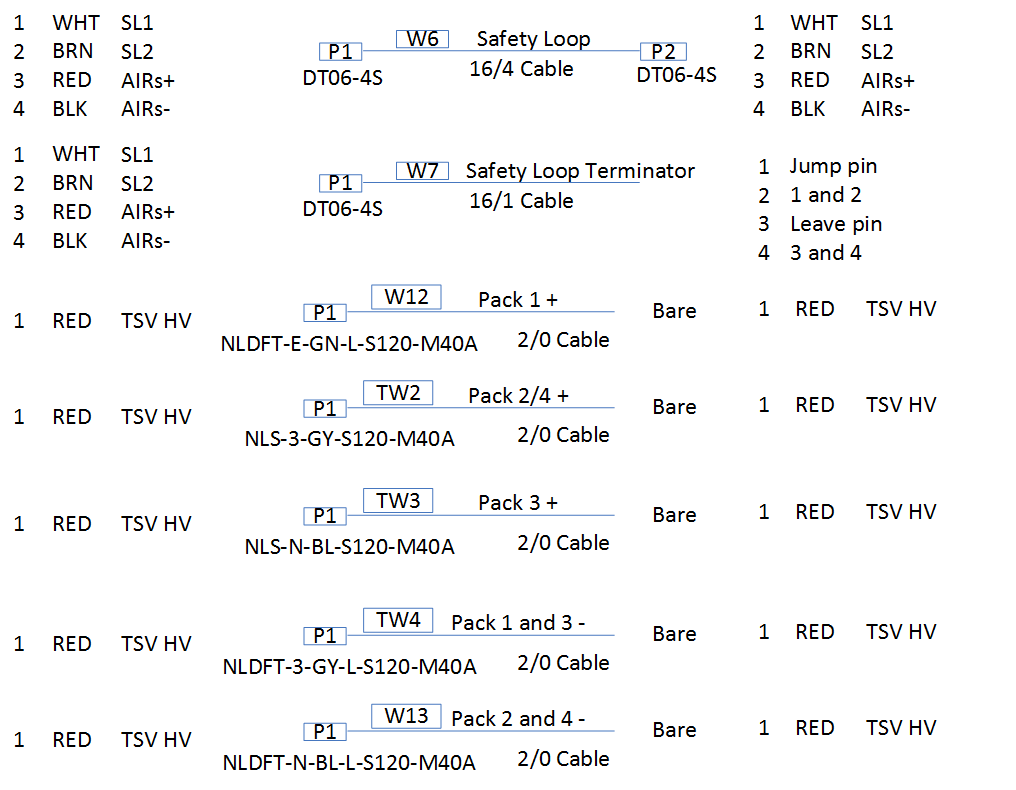 1 WHT SL1
2 BRN SL2
3 RED AIRs+
4 BLK AIRs-
W6 Safety Loop
P1 P2
16/4 Cable
DT06-4S DT06-4S
1 WHT SL1
2 BRN SL2
3 RED AIRs+
4 BLK AIRs-
1 WHT SL1
2 BRN SL2
3 RED AIRs+
4 BLK AIRs-
W7 Safety Loop Terminator
P1
16/1 Cable
DT06-4S
1 Jump pin
2 1 and 2
3 Leave pin
4 3 and 4
W12 Pack 1 +
1 RED TSV HV P1 Bare 1 RED TSV HV
NLDFT-E-GN-L-S120-M40A 2/0 Cable
TW2 Pack 2/4 +
1 RED TSV HV P1 Bare 1 RED TSV HV
NLS-3-GY-S120-M40A 2/0 Cable
TW3 Pack 3 +
1 RED TSV HV P1 Bare 1 RED TSV HV
NLS-N-BL-S120-M40A 2/0 Cable
TW4 Pack 1 and 3 -
1 RED TSV HV P1 Bare 1 RED TSV HV
NLDFT-3-GY-L-S120-M40A 2/0 Cable
W13 Pack 2 and 4 -
1 RED TSV HV P1 Bare 1 RED TSV HV
NLDFT-N-BL-L-S120-M40A 2/0 Cable